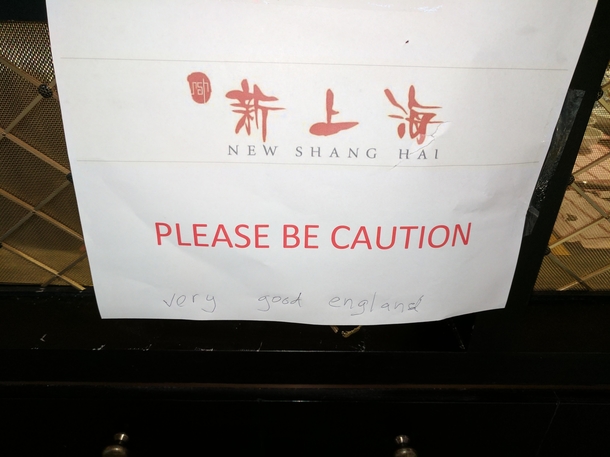 新上海
NEW SHANG HAI
PLEASE BE CAUTION
very good england